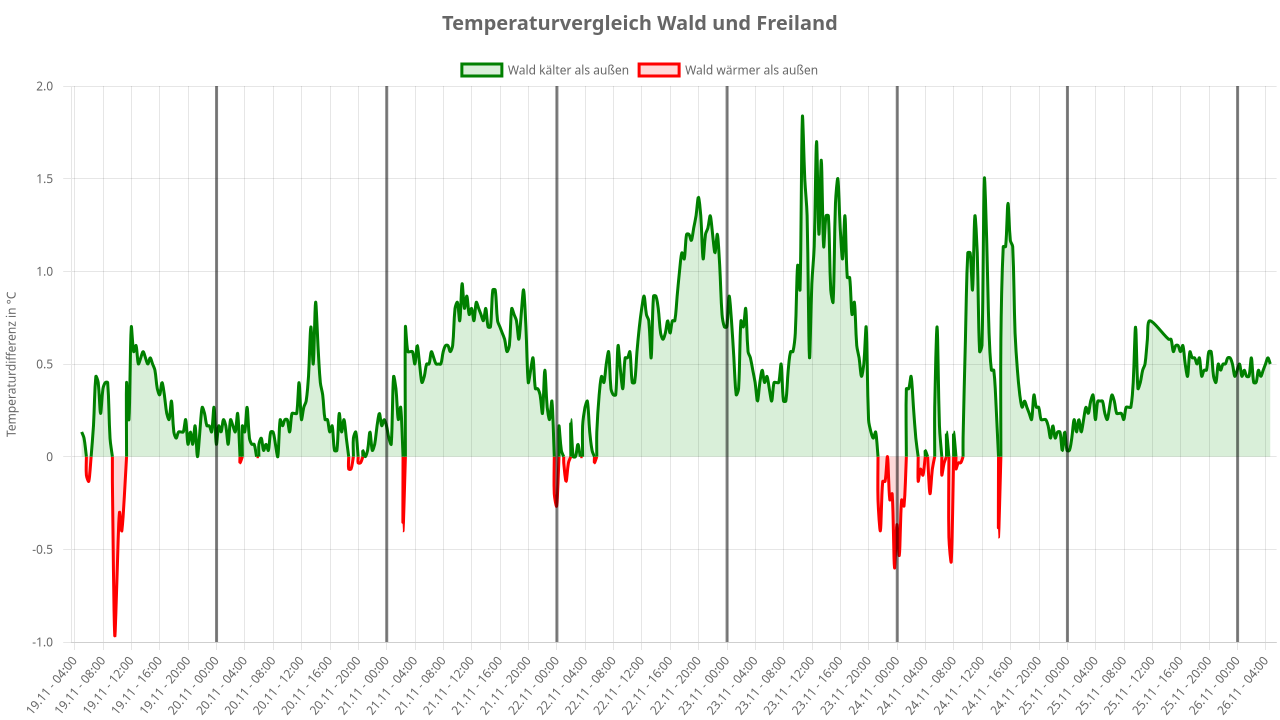 Temperaturvergleich Wald und Freiland
Wald kälter als außen
Wald wärmer als außen
Temperaturdifferenz in °C
2.0
1.5
1.0
0.5
0
-0.5
-1.0
19.11 - 04:00
19.11 - 08:00
19.11 - 12:00
19.11 - 16:00
19.11 - 20:00
20.11 - 00:00
20.11 - 04:00
20.11 - 08:00
20.11 - 12:00
20.11 - 16:00
20.11 - 20:00
21.11 - 00:00
21.11 - 04:00
21.11 - 08:00
21.11 - 12:00
21.11 - 16:00
21.11 - 20:00
22.11 - 00:00
22.11 - 04:00
22.11 - 08:00
22.11 - 12:00
22.11 - 16:00
22.11 - 20:00
23.11 - 00:00
23.11 - 04:00
23.11 - 08:00
23.11 - 12:00
23.11 - 16:00
23.11 - 20:00
24.11 - 00:00
24.11 - 04:00
24.11 - 08:00
24.11 - 12:00
24.11 - 16:00
24.11 - 20:00
25.11 - 00:00
25.11 - 04:00
25.11 - 08:00
25.11 - 12:00
25.11 - 16:00
25.11 - 20:00
26.11 - 00:00
26.11 - 04:00